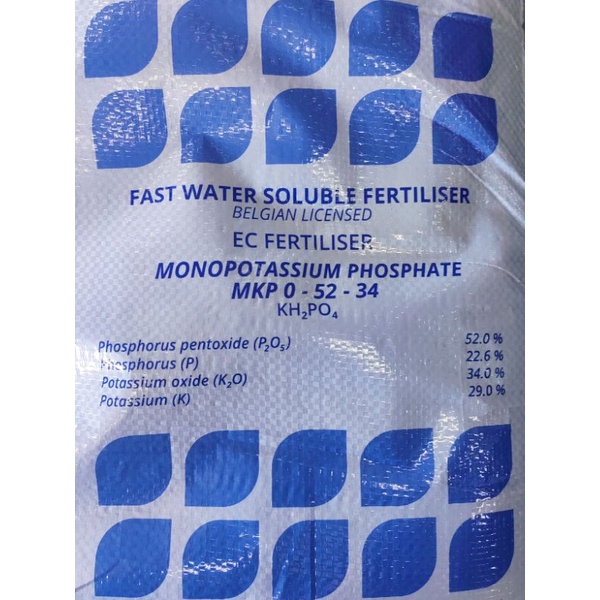 FAST WATER SOLUBLE FERTILISER
BELGIAN LICENSED
EC FERTILISER
MONOPOTASSIUM PHOSPHATE
MKP 0 - 52 - 34
KH₂PO₄
Phosphorus pentoxide (P₂O₅) 52.0 %
Phosphorus (P) 22.6 %
Potassium oxide (K₂O) 34.0 %
Potassium (K) 29.0 %